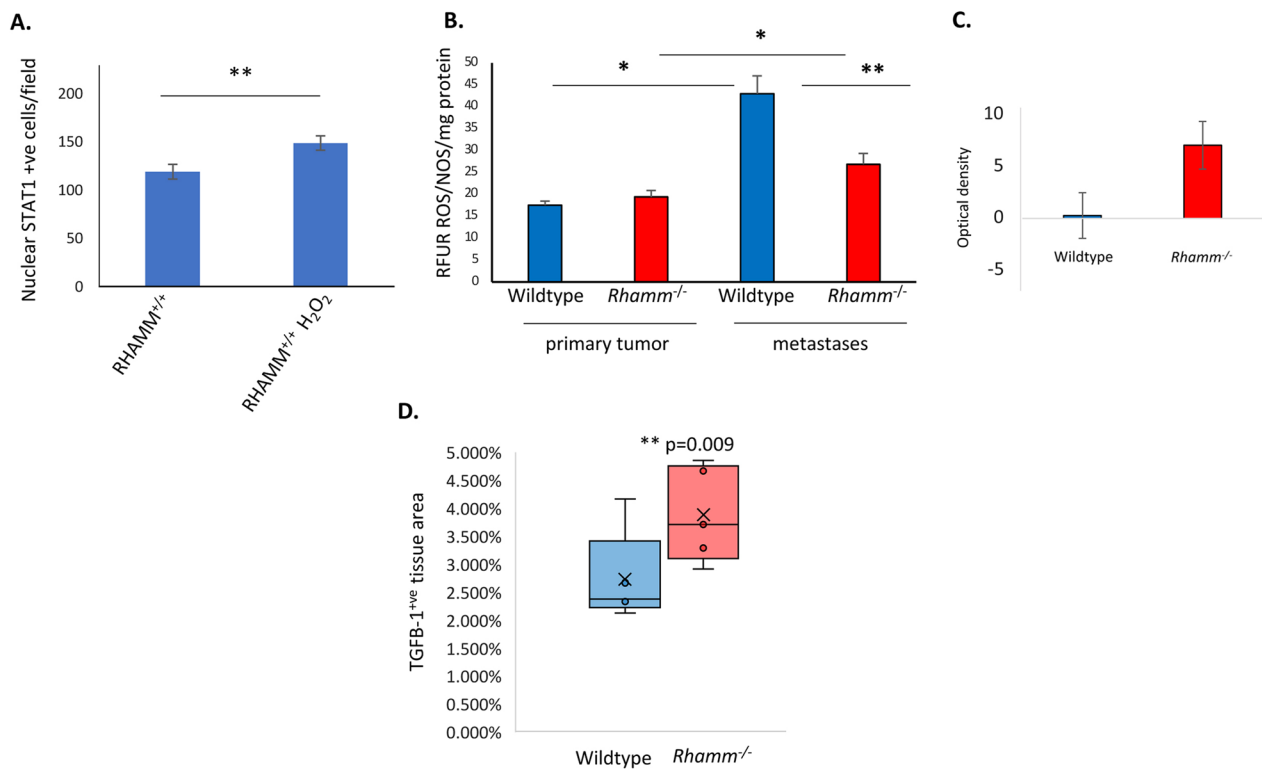 A.
Nuclear STAT1 +ve cells/field
**
200
150
100
50
0
RHAMM+/+
RHAMM+/+ H2O2
B.
RFUR ROS/NOS/mg protein
*
*
**
50
45
40
35
30
25
20
15
10
5
0
Wildtype Rhamm-/- Wildtype Rhamm-/-
primary tumor metastases
C.
Optical density
10
5
0
-5
Wildtype Rhamm-/-
D.
TGFB-1+ve tissue area
** p=0.009
5.000%
4.500%
4.000%
3.500%
3.000%
2.500%
2.000%
1.500%
1.000%
0.500%
0.000%
Wildtype Rhamm-/-